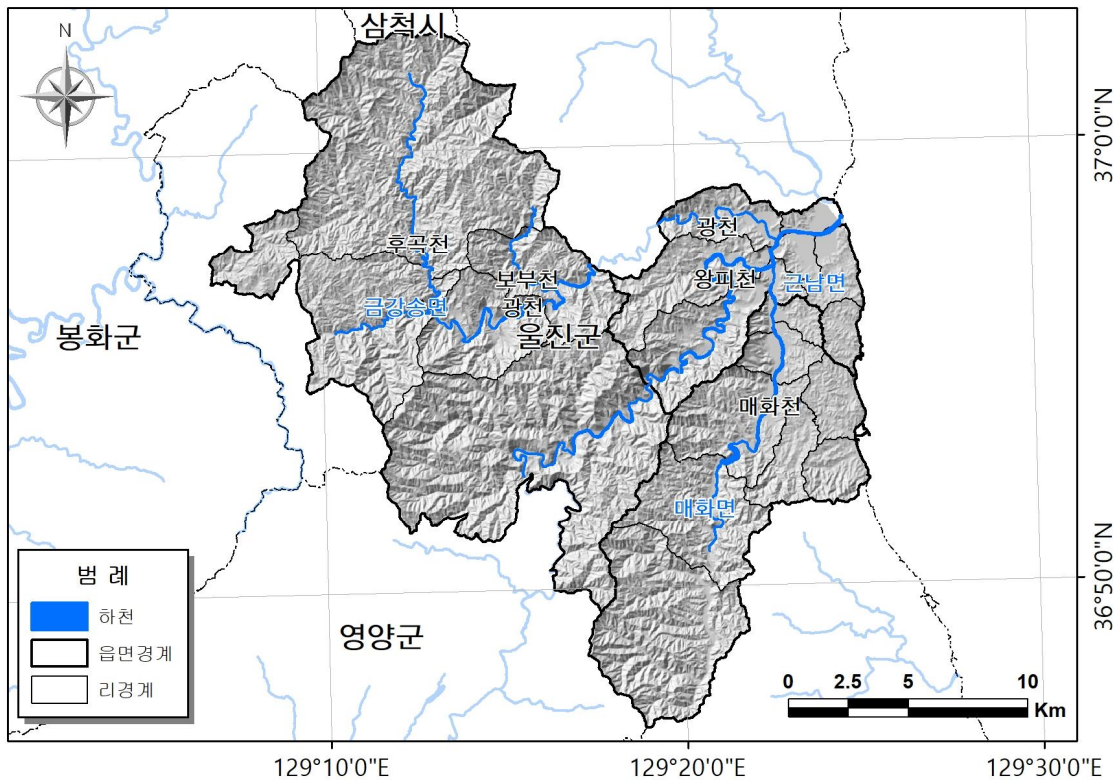 삼척시
N
37°0'0"N
광천
후곡천
보부천
왕피천
근남면
금강송면
광천
봉화군
울진군
매화천
매화면
범 례
하천
읍면경계
리경계
36°50'0"N
영양군
0 2.5 5 10
Km
129°10'0"E 129°20'0"E 129°30'0"E